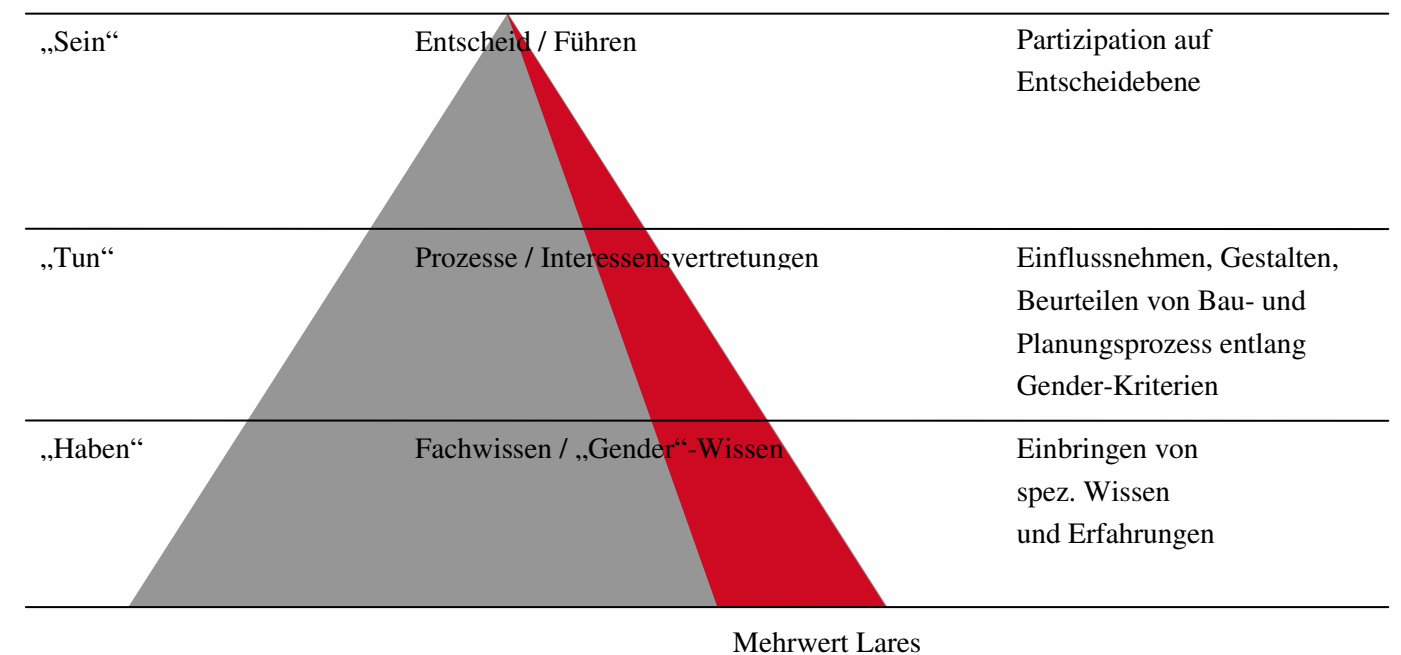 „Sein“
Entscheid / Führen
Partizipation auf
Entscheidebene
„Tun“
Prozesse / Interessensvertretungen
Einflussnehmen, Gestalten,
Beurteilen von Bau- und
Planungsprozess entlang
Gender-Kriterien
„Haben“
Fachwissen / „Gender“-Wissen
Einbringen von
spez. Wissen
und Erfahrungen
Mehrwert Lares